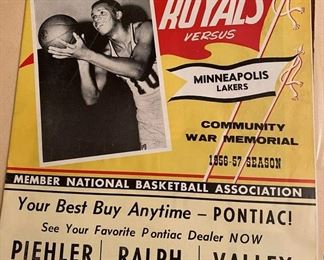 ROYALS
VERSUS
MINNEAPOLIS
LAKERS
COMMUNITY
WAR MEMORIAL
1956-57 SEASON
MEMBER NATIONAL BASKETBALL ASSOCIATION
Your Best Buy Anytime – PONTIAC!
See Your Favorite Pontiac Dealer NOW
PIEHLER RALPH VALLEY